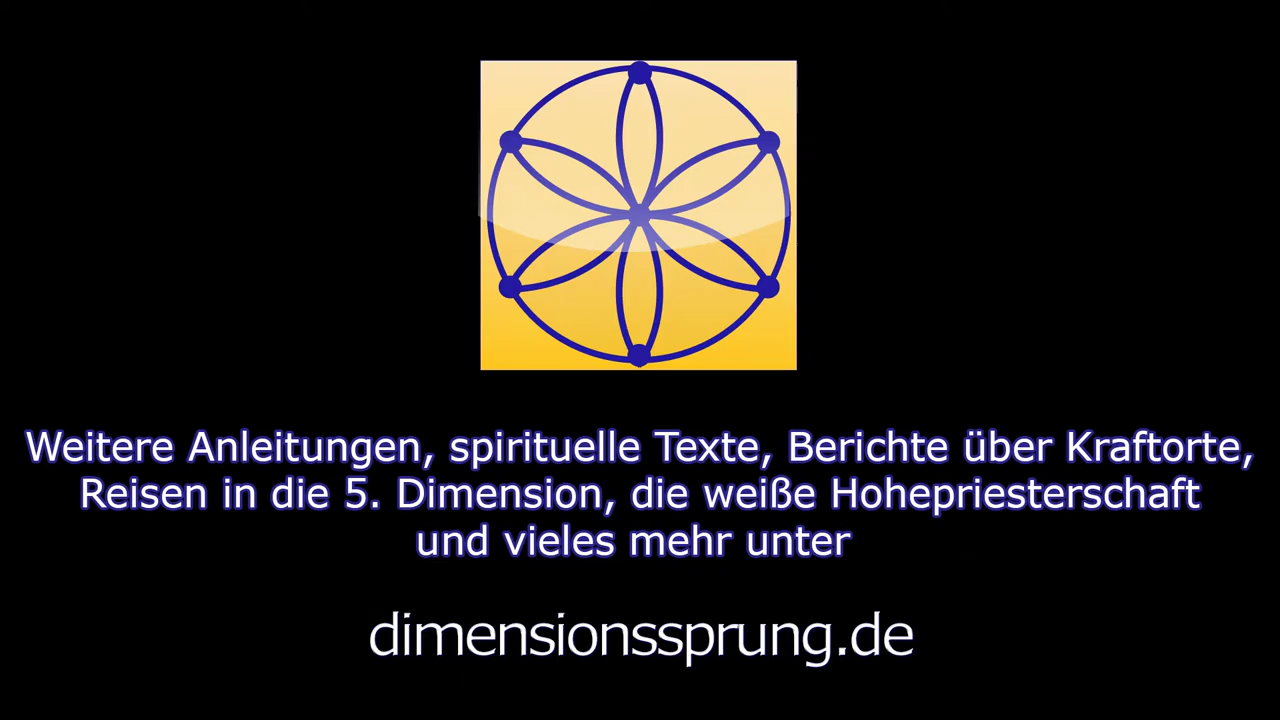 Weitere Anleitungen, spirituelle Texte, Berichte über Kraftorte,
Reisen in die 5. Dimension, die weiße Hohepriesterschaft
und vieles mehr unter
dimensionssprung.de